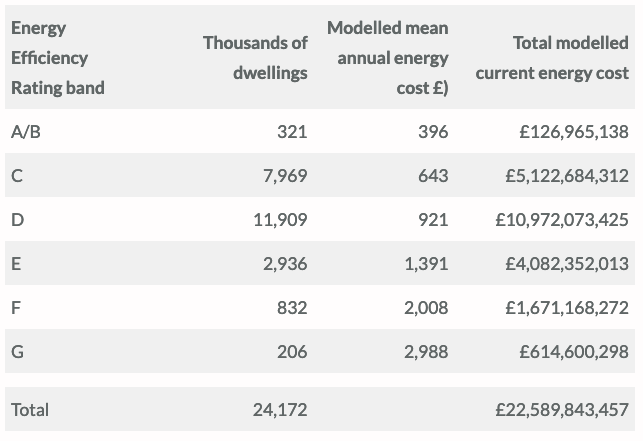 Energy Efficiency Rating band	Thousands of dwellings	Modelled mean annual energy cost £)	Total modelled current energy cost
A/B	321	396	£126,965,138
C	7,969	643	£5,122,684,312
D	11,909	921	£10,972,073,425
E	2,936	1,391	£4,082,352,013
F	832	2,008	£1,671,168,272
G	206	2,988	£614,600,298
Total	24,172		£22,589,843,457